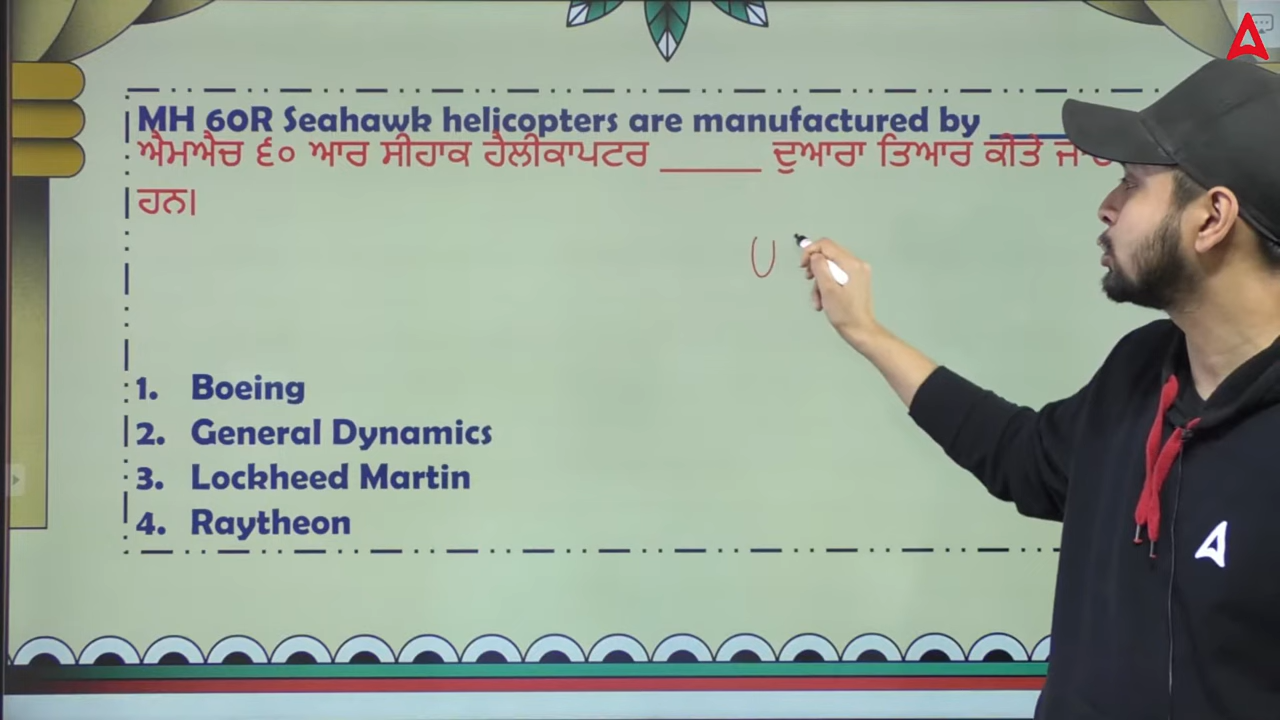 MH 60R Seahawk helicopters are manufactured by ______
ਐਮਐਚ ੬੦ ਆਰ ਸੀਹਾਕ ਹੈਲੀਕਾਪਟਰ ______ ਦੁਆਰਾ ਤਿਆਰ ਕੀਤੇ
ਹਨ।
U
1. Boeing
2. General Dynamics
3. Lockheed Martin
4. Raytheon